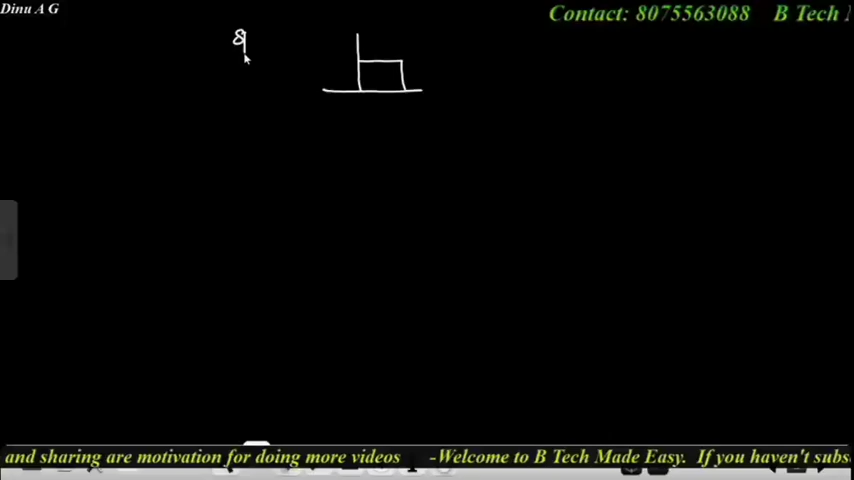 Dinu A G
Contact: 8075563088 B Tech
8
and sharing are motivation for doing more videos -Welcome to B Tech Made Easy. If you haven't subs